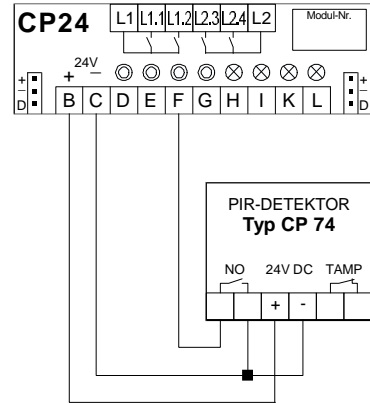 CP24
L1 L1.1 L1.2 L2.3 L2.4 L2
Modul-Nr.
24V
+ −
+ − D
B C D E F G H I K L
+ − D
PIR-DETEKTOR
Typ CP 74
NO 24V DC TAMP
+ -